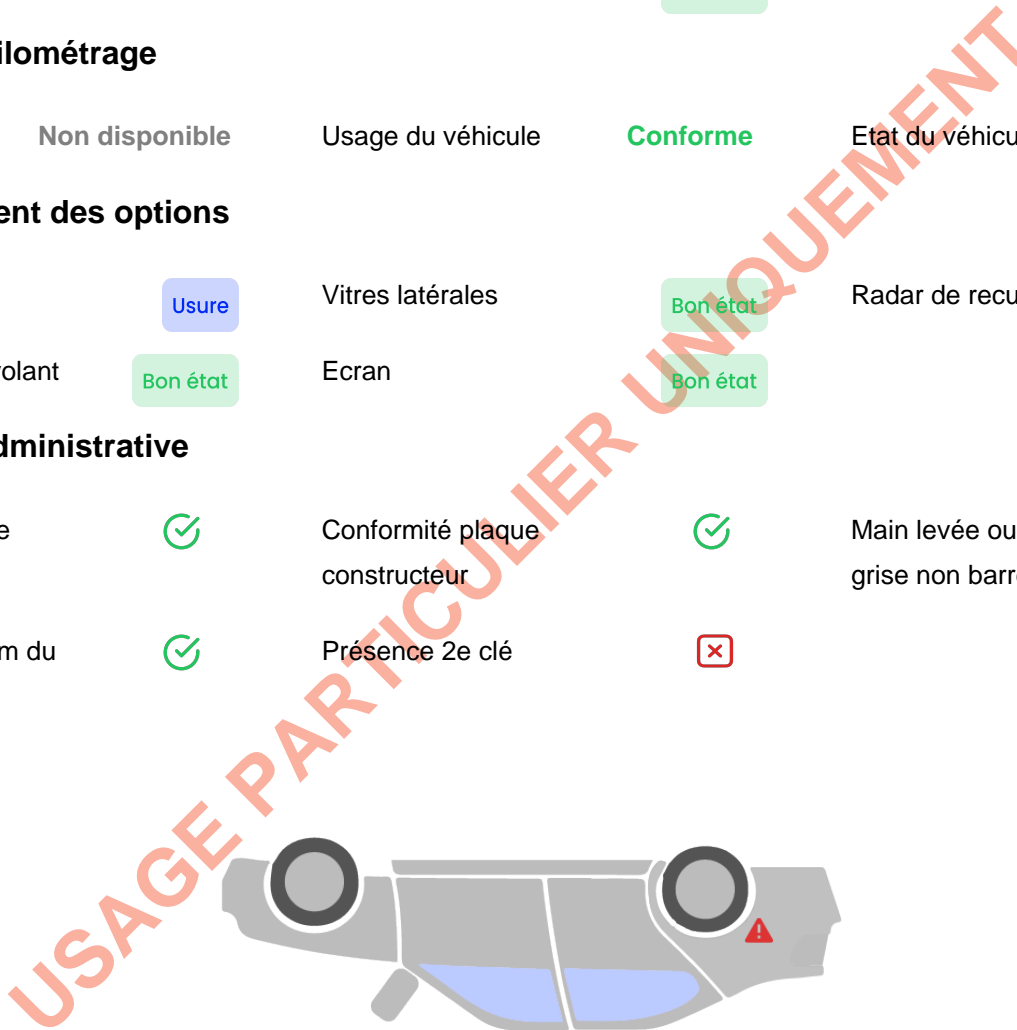 ilométrage
Non disponible Usage du véhicule Conforme Etat du véhicu
ent des options
Usure Vitres latérales Bon état Radar de recu
olant Bon état Ecran Bon état
dministrative
e Conformité plaque Main levée ou
constructeur grise non barr
m du Présence 2e clé
USAGE PARTICULIER UNIQUEMENT